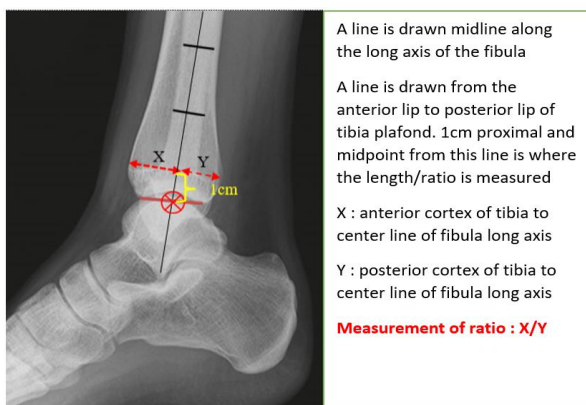 X
Y
1cm
A line is drawn midline along
the long axis of the fibula
A line is drawn from the
anterior lip to posterior lip of
tibia plafond. 1cm proximal and
midpoint from this line is where
the length/ratio is measured
X : anterior cortex of tibia to
center line of fibula long axis
Y : posterior cortex of tibia to
center line of fibula long axis
Measurement of ratio : X/Y